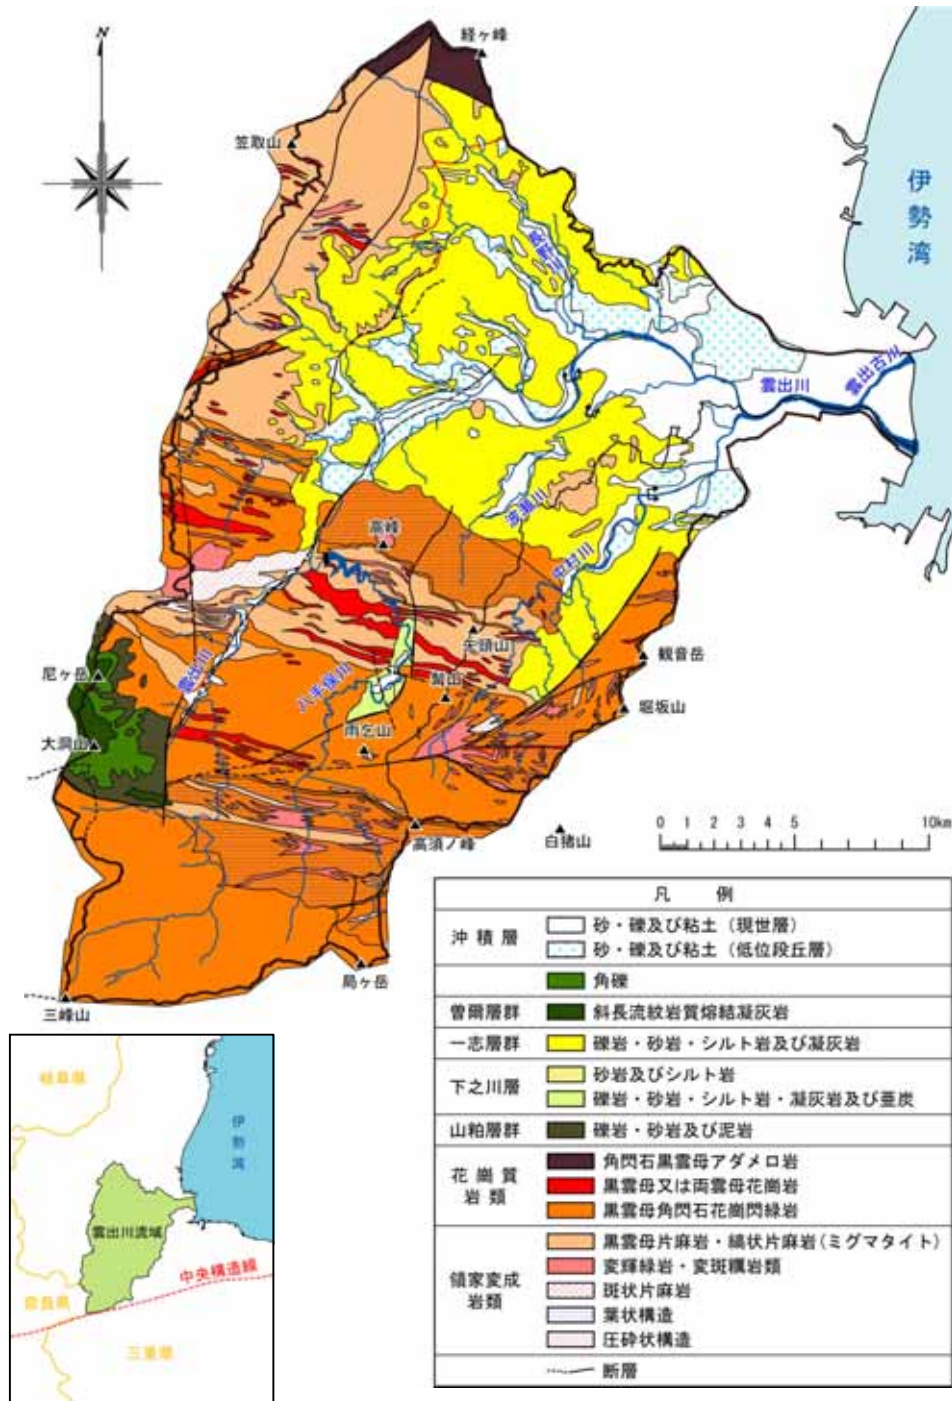 N
経ヶ峰
笠取山
伊勢湾
長野川
雲出川
雲出古川
波瀬川
中村川
高峰
矢頭山
観音岳
尼ヶ岳
雲出川
八手俣川
髯山
堀坂山
大洞山
雨乞山
高須ノ峰
白猪山
0 1 2 3 4 5 10km
局ヶ岳
三峰山
凡例
沖積層
砂・礫及び粘土(現世層)
砂・礫及び粘土(低位段丘層)
角礫
曽爾層群
斜長流紋岩質熔結凝灰岩
一志層群
礫岩・砂岩・シルト岩及び凝灰岩
下之川層
砂岩及びシルト岩
礫岩・砂岩・シルト岩・凝灰岩及び亜炭
山粕層群
礫岩・砂岩及び泥岩
花崗質
岩類
角閃石黒雲母アダメロ岩
黒雲母又は両雲母花崗岩
黒雲母角閃石花崗閃緑岩
領家変成
岩類
黒雲母片麻岩・縞状片麻岩(ミグマタイト)
変輝緑岩・変斑糲岩類
斑状片麻岩
葉状構造
圧砕状構造
断層
岐阜県
伊勢湾
雲出川流域
中央構造線
奈良県
三重県